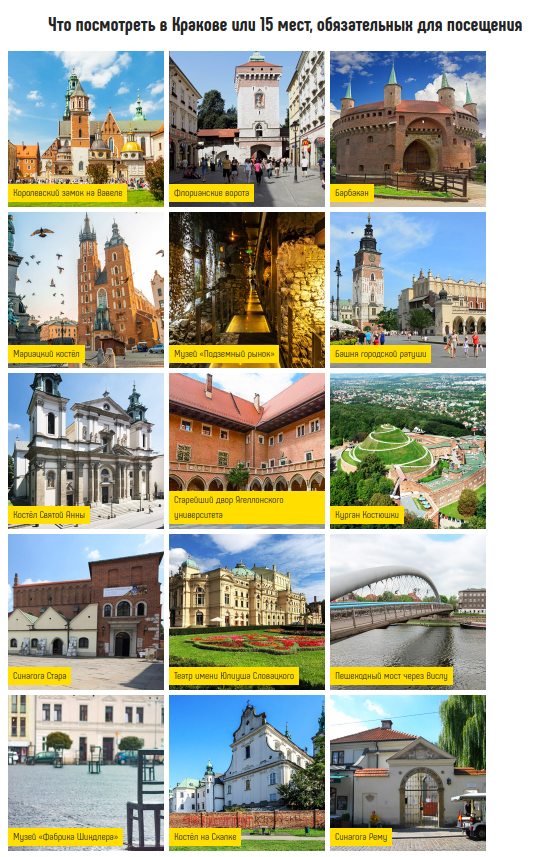 Что посмотреть в Кракове или 15 мест, обязательных для посещения
Королевский замок на Вавеле
Флорианские ворота
Барбакан
Мариацкий костёл
Музей «Подземный рынок»
Башня городской ратуши
Костёл Святой Анны
Старейший двор Ягеллонского
университета
Курган Костюшки
Синагога Стара
Театр имени Юлиуша Словацкого
Пешеходный мост через Вислу
Музей «Фабрика Шиндлера»
Костёл на Скалке
Синагога Рему